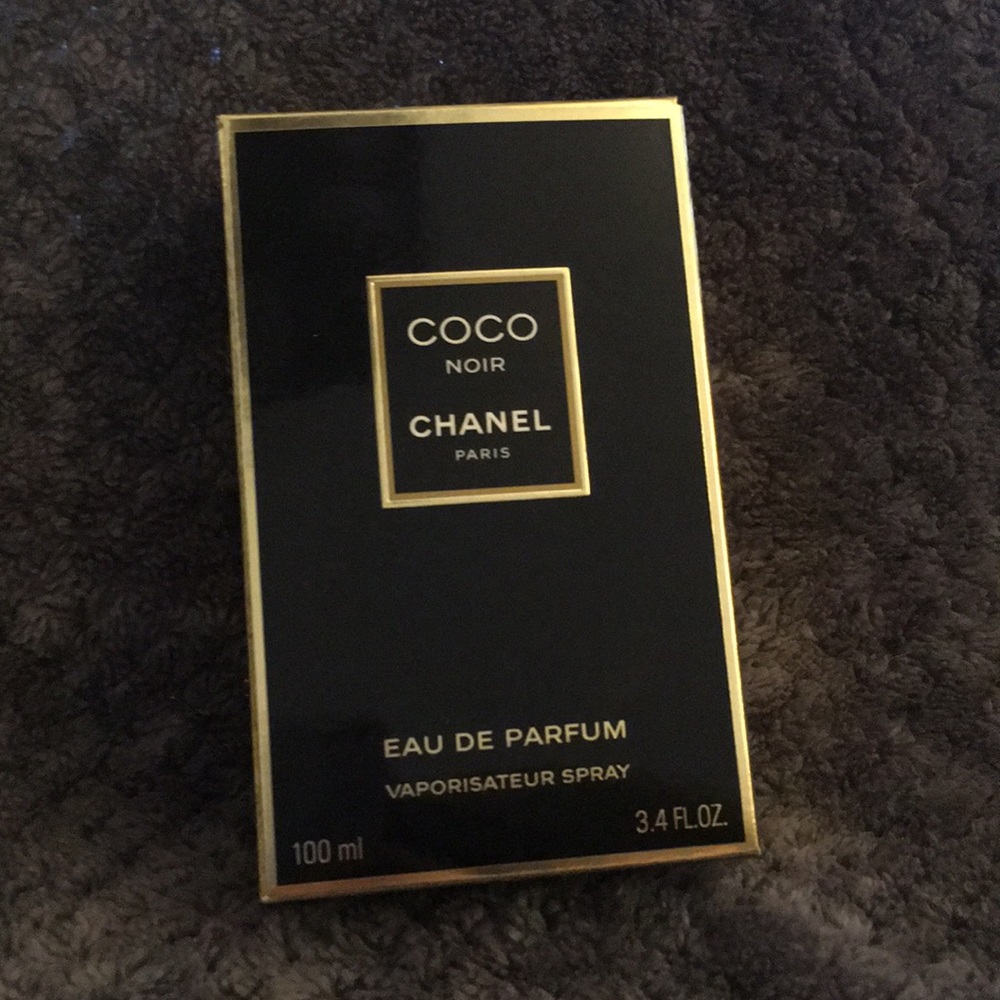 COCO
NOIR
CHANEL
PARIS
EAU DE PARFUM
VAPORISATEUR SPRAY
100 ml
3.4 FL.OZ.